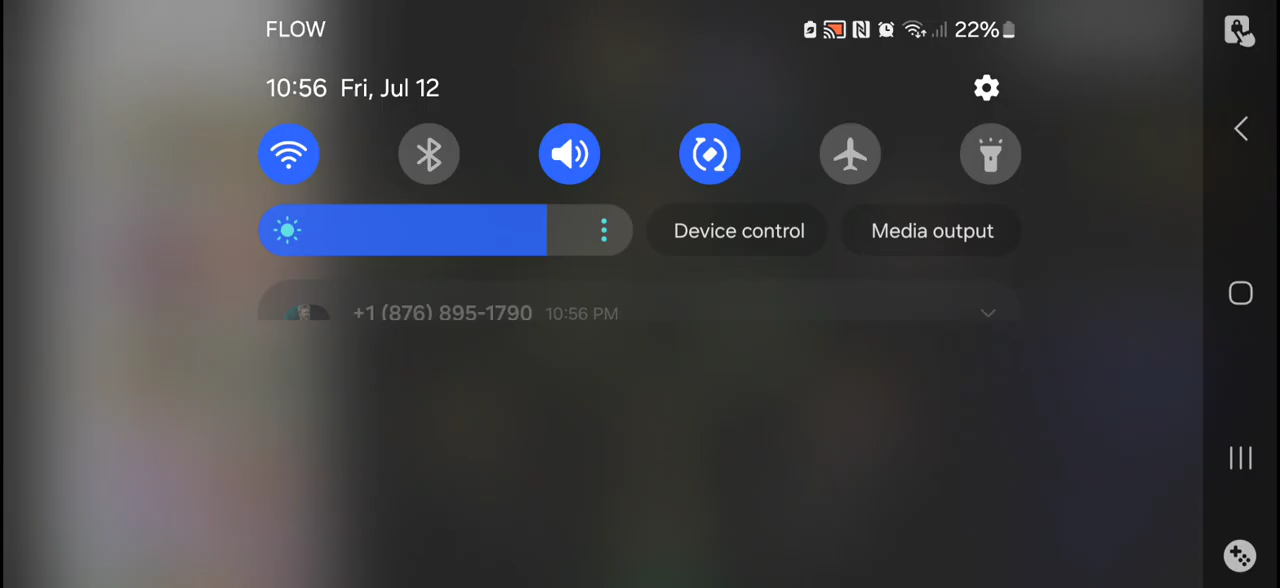 FLOW 22%
10:56 Fri, Jul 12
Device control Media output
+1 (876) 895-1790 10:56 PM